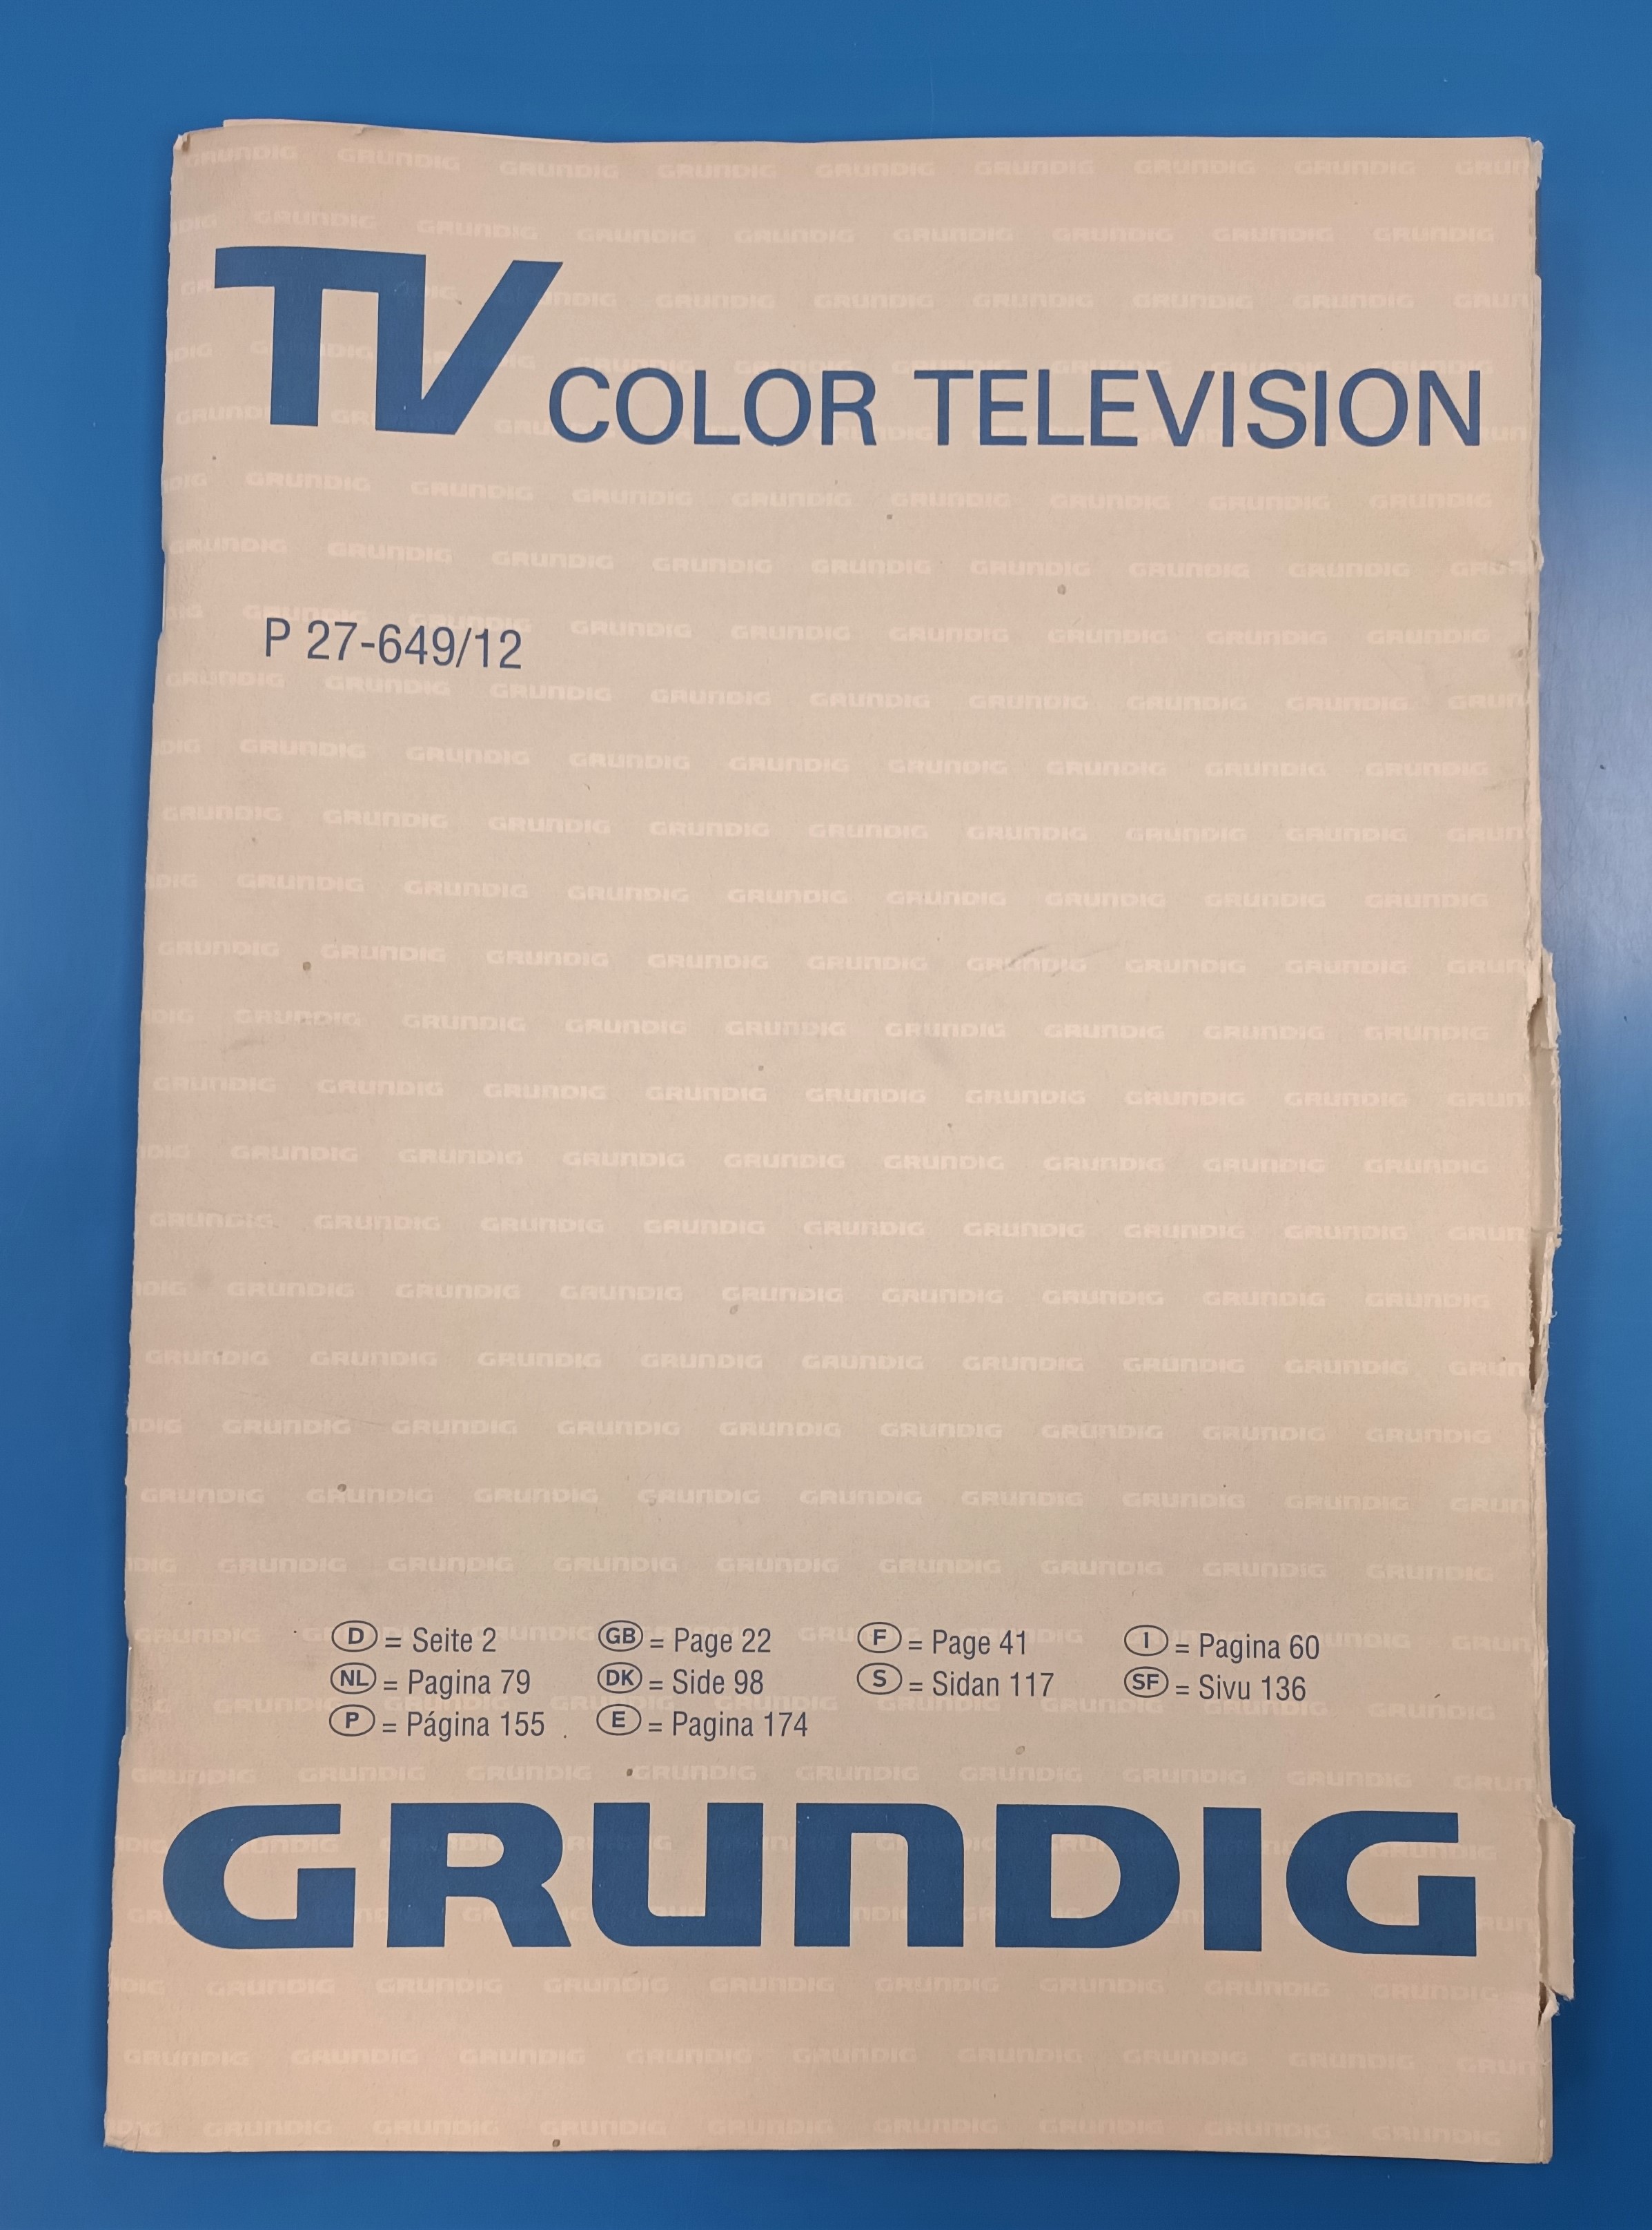 TV COLOR TELEVISION
P 27-649/12
D = Seite 2 GB = Page 22 F = Page 41 I = Pagina 60
NL = Pagina 79 DK = Side 98 S = Sidan 117 SF = Sivu 136
P = Página 155 E = Pagina 174
GRUNDIG